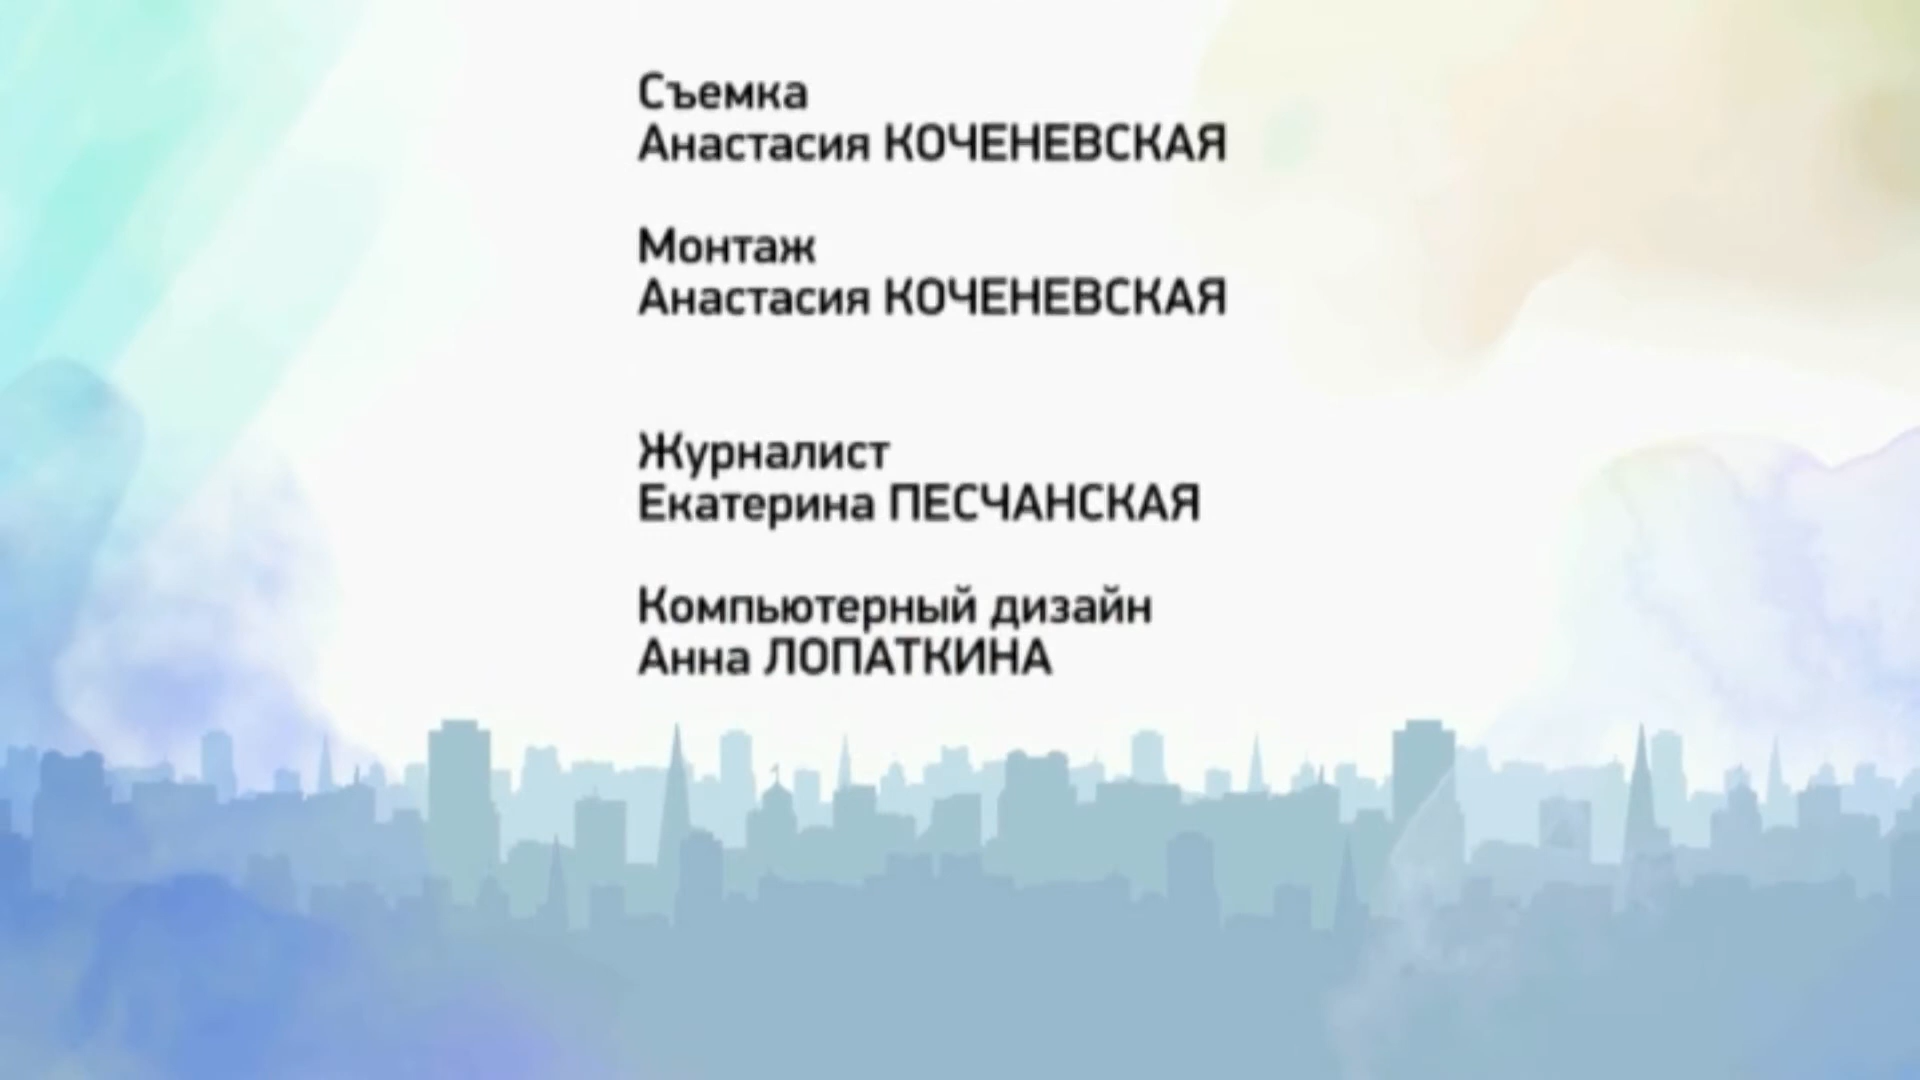 Съемка
Анастасия КОЧЕНЕВСКАЯ
Монтаж
Анастасия КОЧЕНЕВСКАЯ
Журналист
Екатерина ПЕСЧАНСКАЯ
Компьютерный дизайн
Анна ЛОПАТКИНА